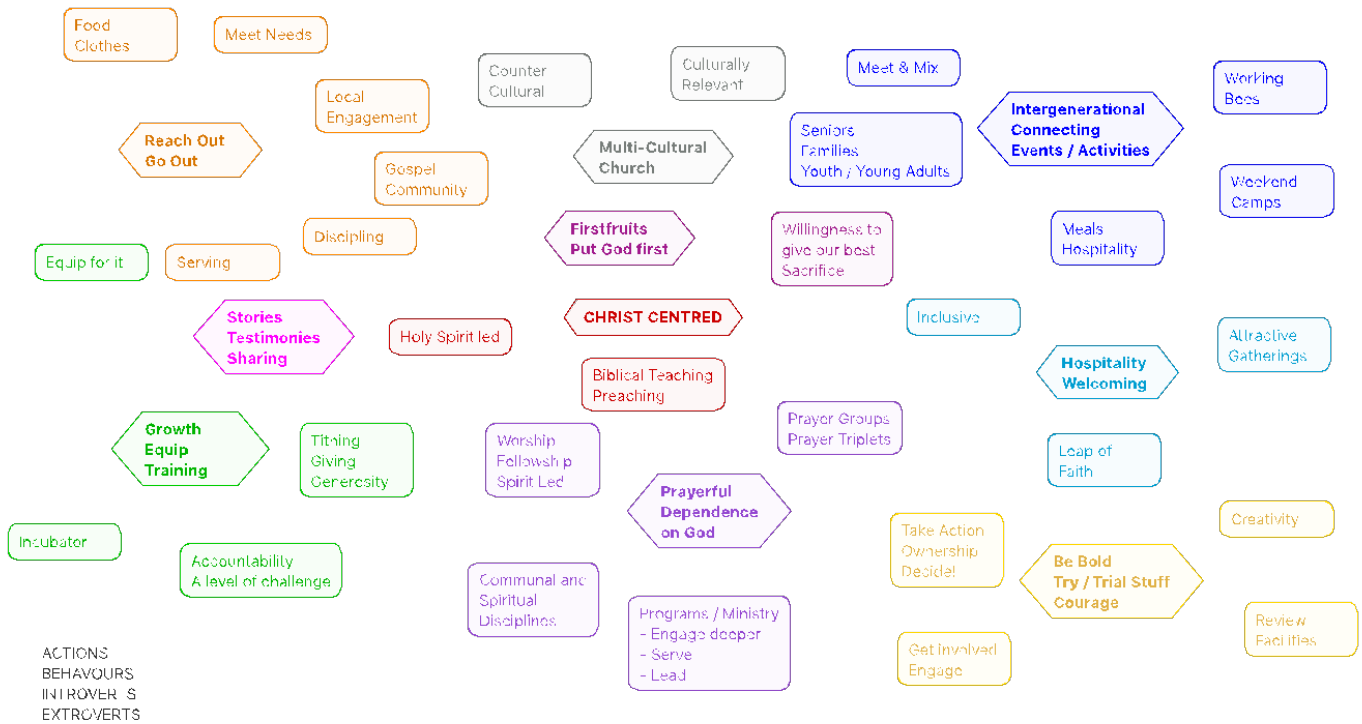 Food
Clothes
Meet Needs
Local
Engagement
Reach Out
Go Out
Gospel
Community
Discipling
Serving
Equip for it
Counter
Cultural
Culturally
Relevant
Multi-Cultural
Church
Meet & Mix
Seniors
Families
Youth / Young Adults
Intergenerational
Connecting
Events / Activities
Working
Bees
Weekend
Camps
Meals
Hospitality
Firstfruits
Put God first
Willingness to
give our best
Sacrifice
Stories
Testimonies
Sharing
Holy Spirit led
CHRIST CENTRED
Biblical Teaching
Preaching
Inclusive
Attractive
Gatherings
Hospitality
Welcoming
Leap of
Faith
Growth
Equip
Training
Tithing
Giving
Generosity
Incubator
Accountability
A level of challenge
Worship
Fellowship
Spirit Led
Prayer Groups
Prayer Triplets
Prayerful
Dependence
on God
Communal and
Spiritual
Disciplines
Programs / Ministry
- Engage deeper
- Serve
- Lead
Take Action
Ownership
Decide!
Be Bold
Try / Trial Stuff
Courage
Creativity
Review
Facilities
Get involved
Engage
ACTIONS
BEHAVOURS
INTROVERTS
EXTROVERTS